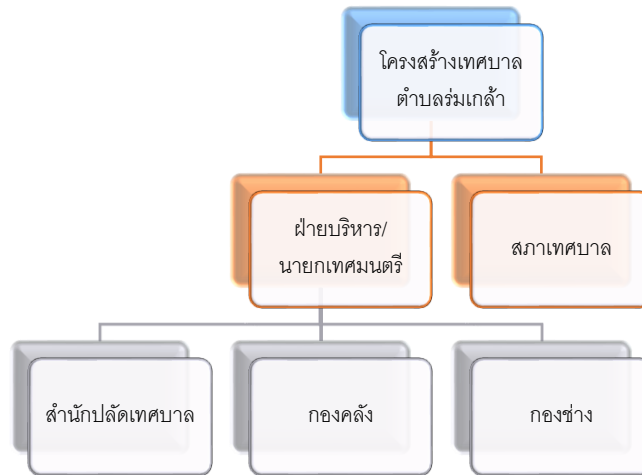 โครงสร้างเทศบาล
ตำบลร่มเกล้า
ฝ่ายบริหาร/
นายกเทศมนตรี
สภาเทศบาล
สำนักปลัดเทศบาล
กองคลัง
กองช่าง